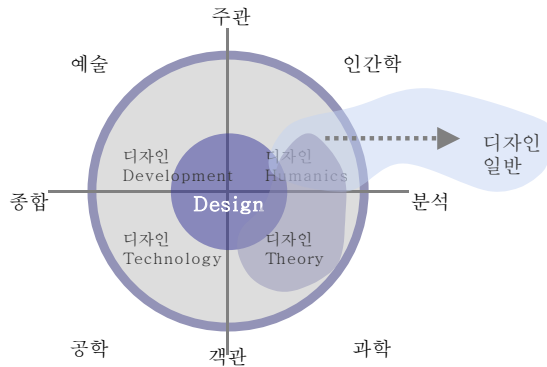 주관
예술
인간학
디자인
Development
디자인
Humanics
디자인
일반
종합
Design
분석
디자인
Technology
디자인
Theory
공학
객관
과학